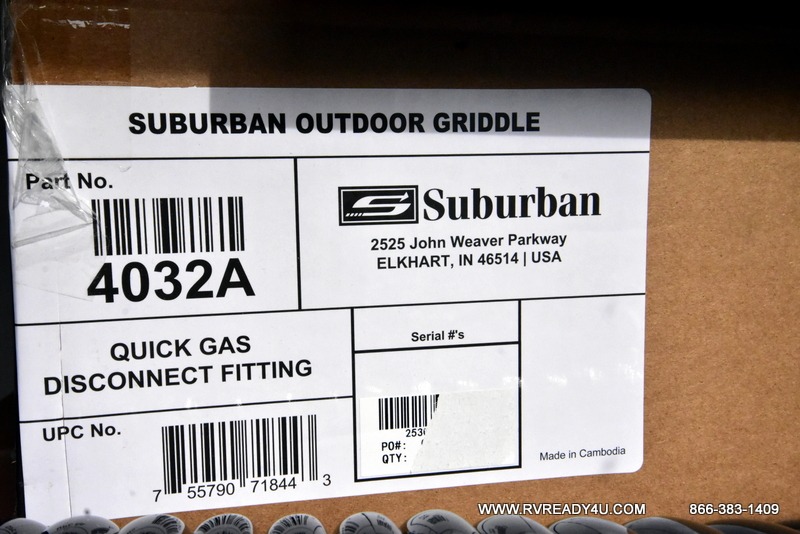 SUBURBAN OUTDOOR GRIDDLE
Part No.
4032A
Suburban
2525 John Weaver Parkway
ELKHART, IN 46514 | USA
QUICK GAS
DISCONNECT FITTING
Serial #'s
PO#:
QTY:
UPC No.
7 55790 71844 3
Made in Cambodia
WWW.RVREADY4U.COM 866-383-1409